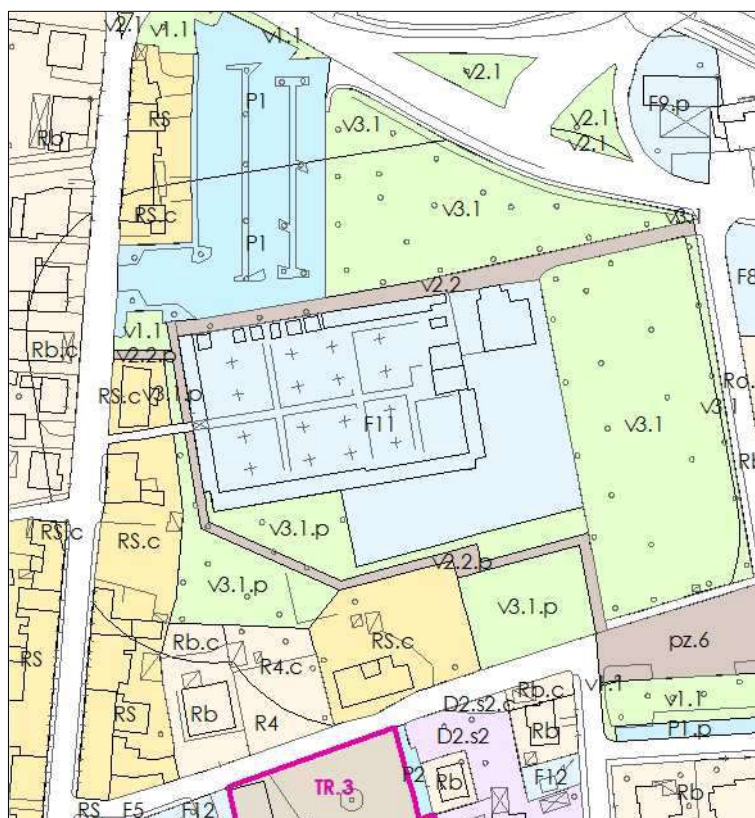 v2.1
v1.1
v1.1
v2.1
P1
RS
v3.1
v2.1
v2.1
F9.p
Rb
RS.c
v3.1
v3.1
P1
v2.2
F8
v1.1
v2.2.p
Rb.c
RS.c
v3.1.p
F11
v3.1
v3.1
Rb
RS.c
RS.c
v3.1.p
v2.2.p
v3.1.p
v3.1.p
RS
Rb.c
R4.c
RS.c
pz.6
Rb
R4
RS
D2.s2.c
Rb.c
v1.1
v1.1
D2.s2
Rb
P1.p
TR.3
P2
Rb
F12
Rb
RS
F5
F12